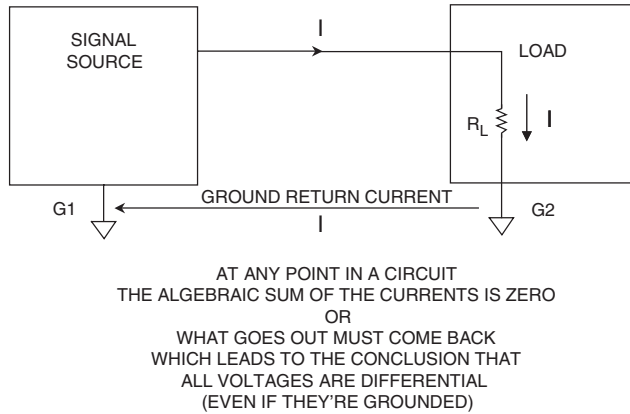 I
SIGNAL
SOURCE
LOAD
RL
I
GROUND RETURN CURRENT
G1
G2
I
AT ANY POINT IN A CIRCUIT
THE ALGEBRAIC SUM OF THE CURRENTS IS ZERO
OR
WHAT GOES OUT MUST COME BACK
WHICH LEADS TO THE CONCLUSION THAT
ALL VOLTAGES ARE DIFFERENTIAL
(EVEN IF THEY'RE GROUNDED)